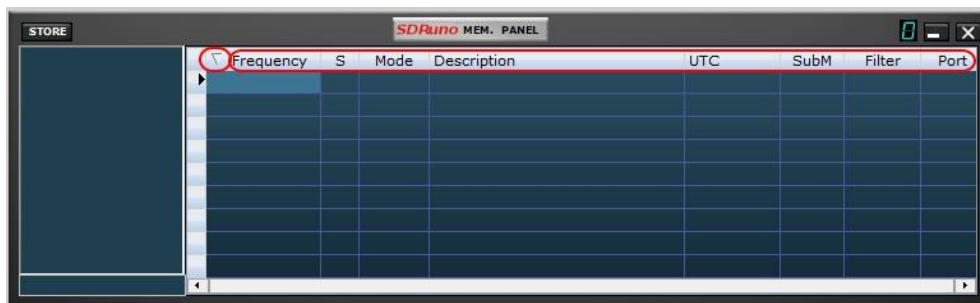 STORE SDRuno MEM. PANEL 0
Frequency S Mode Description UTC SubM Filter Port